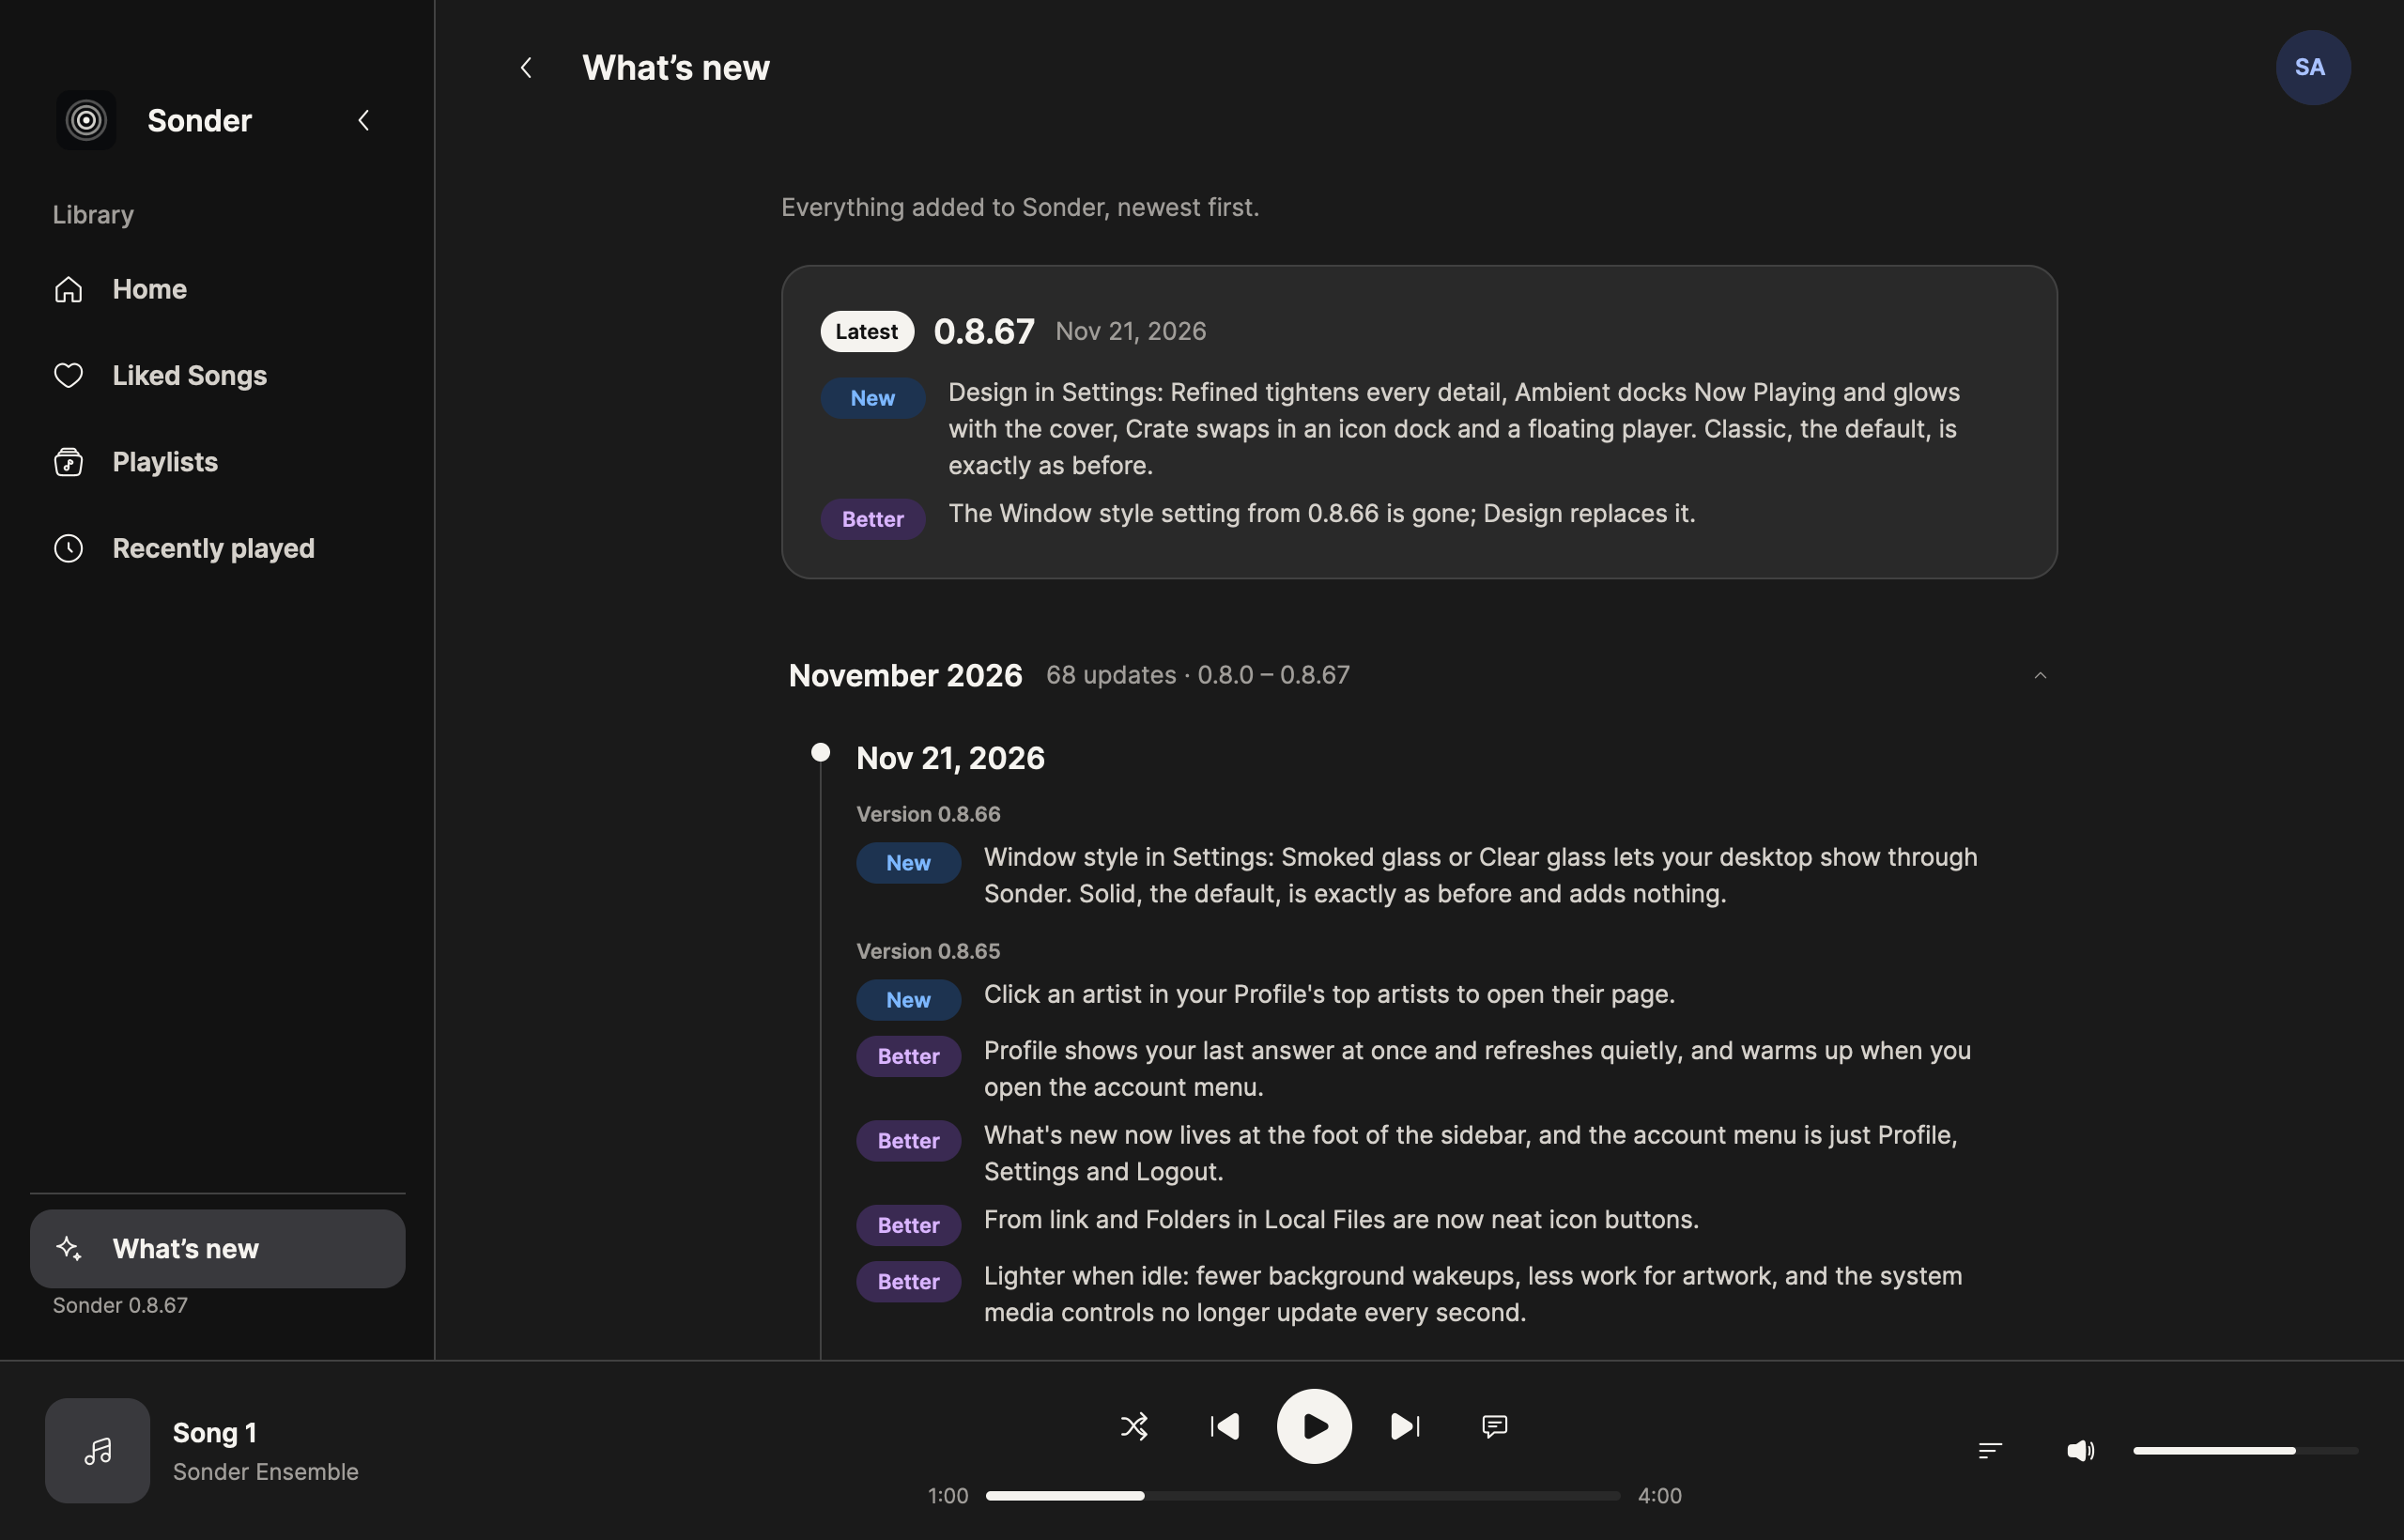 What’s new
SA
Sonder
Library
Home
Liked Songs
Playlists
Recently played
What’s new
Sonder 0.8.67
Everything added to Sonder, newest first.
Latest 0.8.67 Nov 21, 2026
New Design in Settings: Refined tightens every detail, Ambient docks Now Playing and glows
with the cover, Crate swaps in an icon dock and a floating player. Classic, the default, is
exactly as before.
Better The Window style setting from 0.8.66 is gone; Design replaces it.
November 2026 68 updates · 0.8.0 – 0.8.67
Nov 21, 2026
Version 0.8.66
New Window style in Settings: Smoked glass or Clear glass lets your desktop show through
Sonder. Solid, the default, is exactly as before and adds nothing.
Version 0.8.65
New Click an artist in your Profile's top artists to open their page.
Better Profile shows your last answer at once and refreshes quietly, and warms up when you
open the account menu.
Better What's new now lives at the foot of the sidebar, and the account menu is just Profile,
Settings and Logout.
Better From link and Folders in Local Files are now neat icon buttons.
Better Lighter when idle: fewer background wakeups, less work for artwork, and the system
media controls no longer update every second.
Song 1
Sonder Ensemble
1:00 4:00